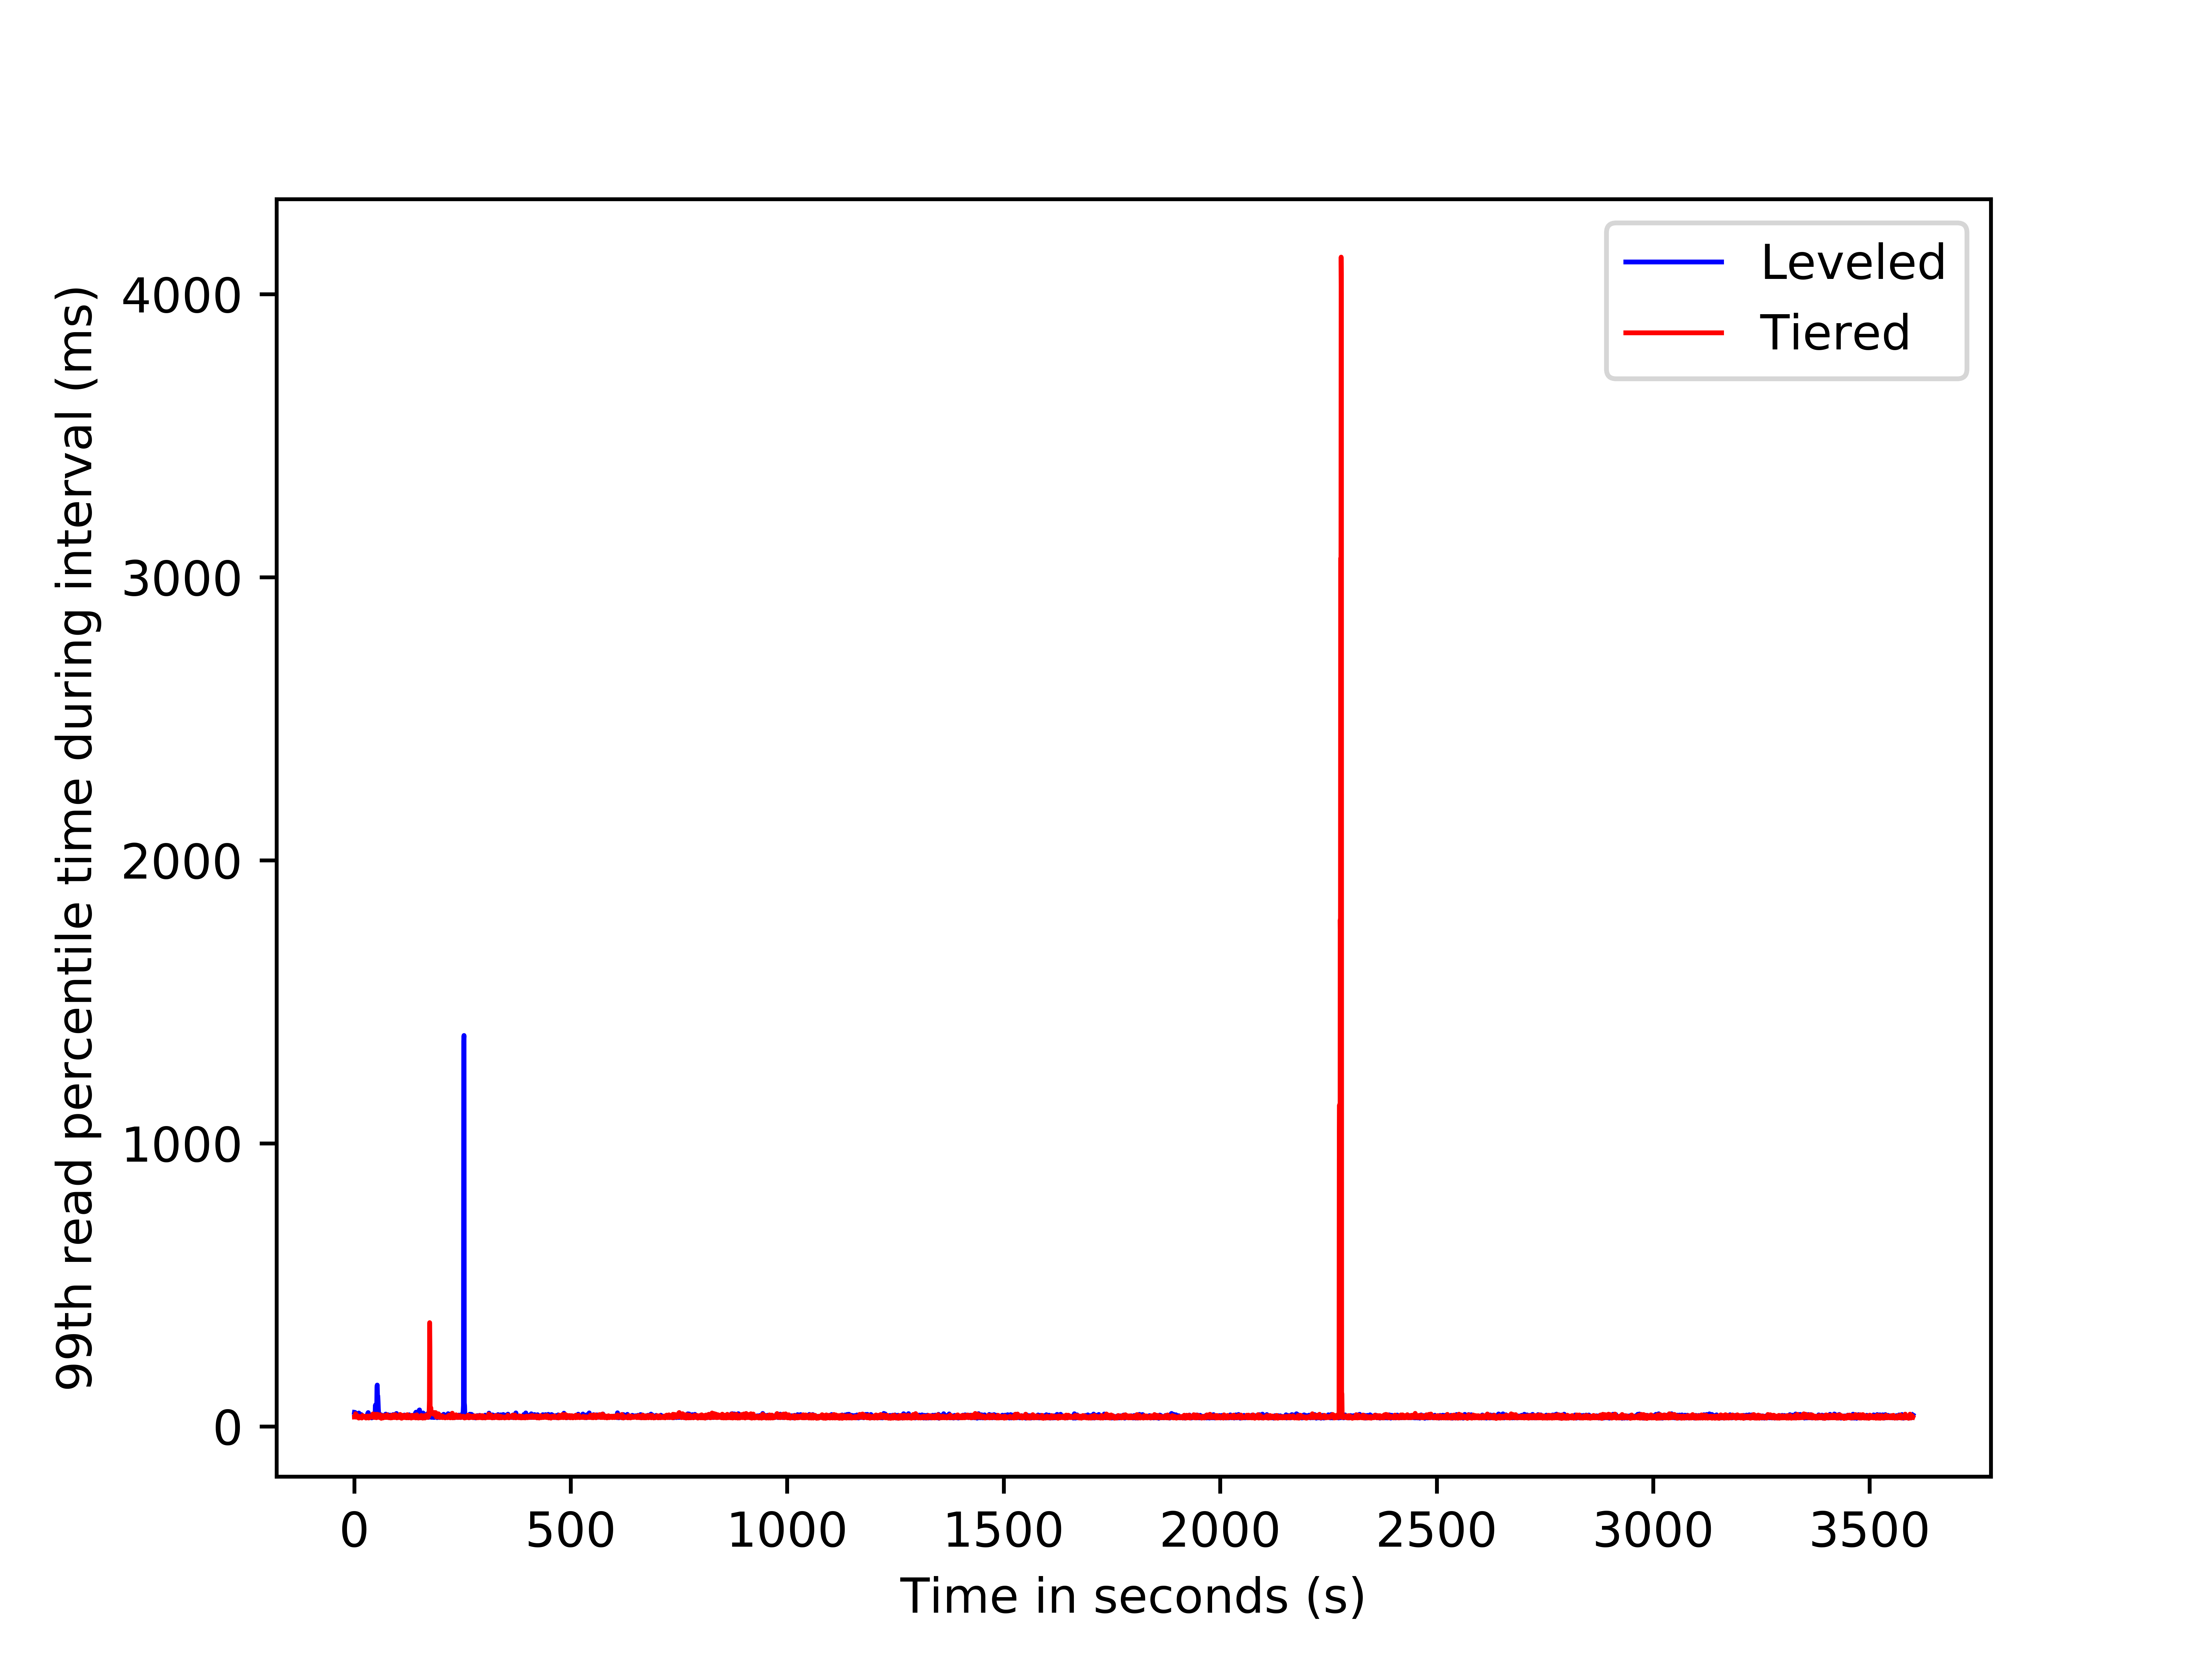 Leveled
Tiered
99th read percentile time during interval (ms)
4000
3000
2000
1000
0
0 500 1000 1500 2000 2500 3000 3500
Time in seconds (s)